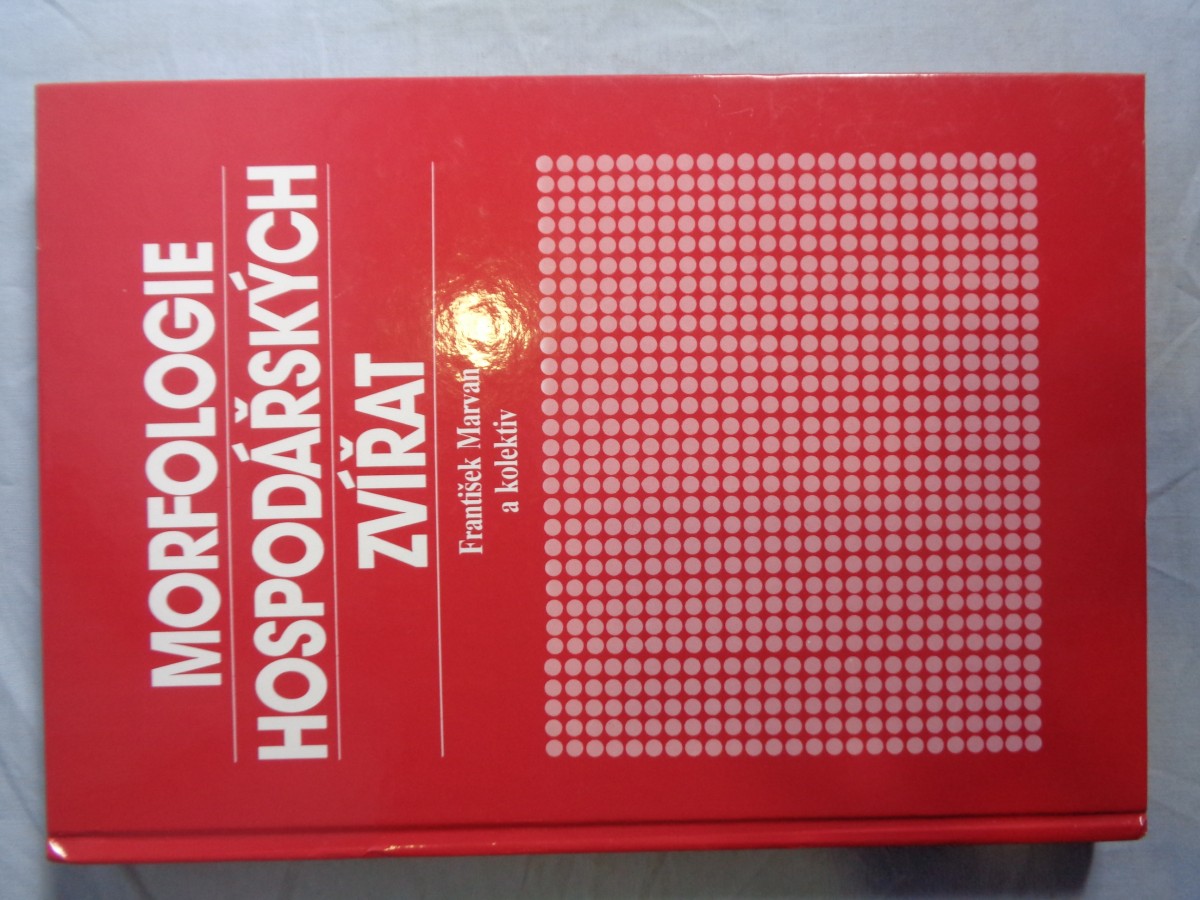 MORFOLOGIE
HOSPODÁŘSKÝCH
ZVÍŘAT
František Marvan
a kolektiv